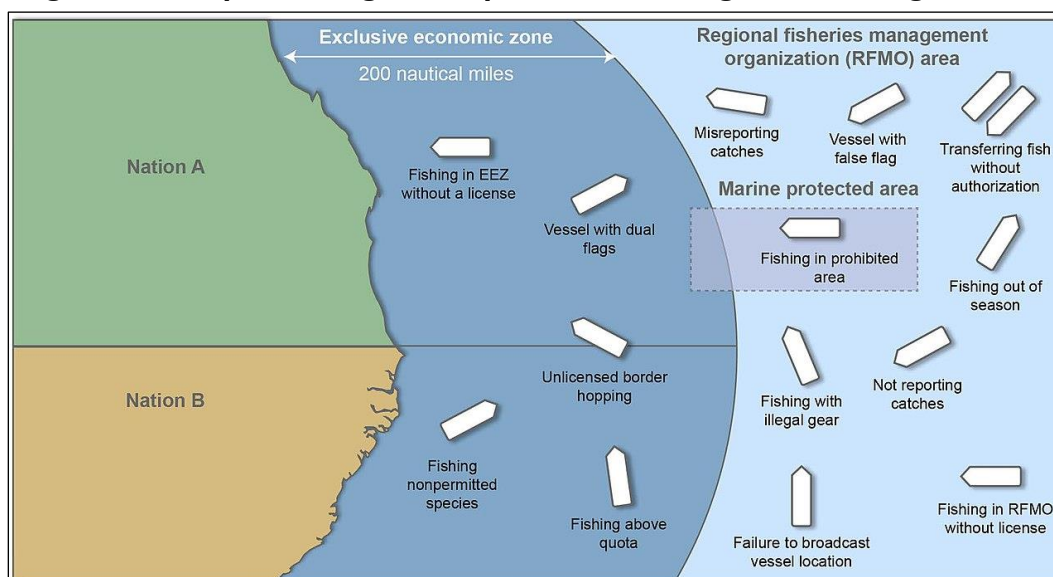 Exclusive economic zone
200 nautical miles
Regional fisheries management
organization (RFMO) area
Misreporting
catches
Vessel with
false flag
Transferring fish
without
authorization
Nation A
Fishing in EEZ
without a license
Vessel with dual
flags
Marine protected area
Fishing in prohibited
area
Fishing out of
season
Unlicensed border
hopping
Nation B
Fishing with
illegal gear
Not reporting
catches
Fishing
nonpermitted
species
Fishing above
quota
Failure to broadcast
vessel location
Fishing in RFMO
without license